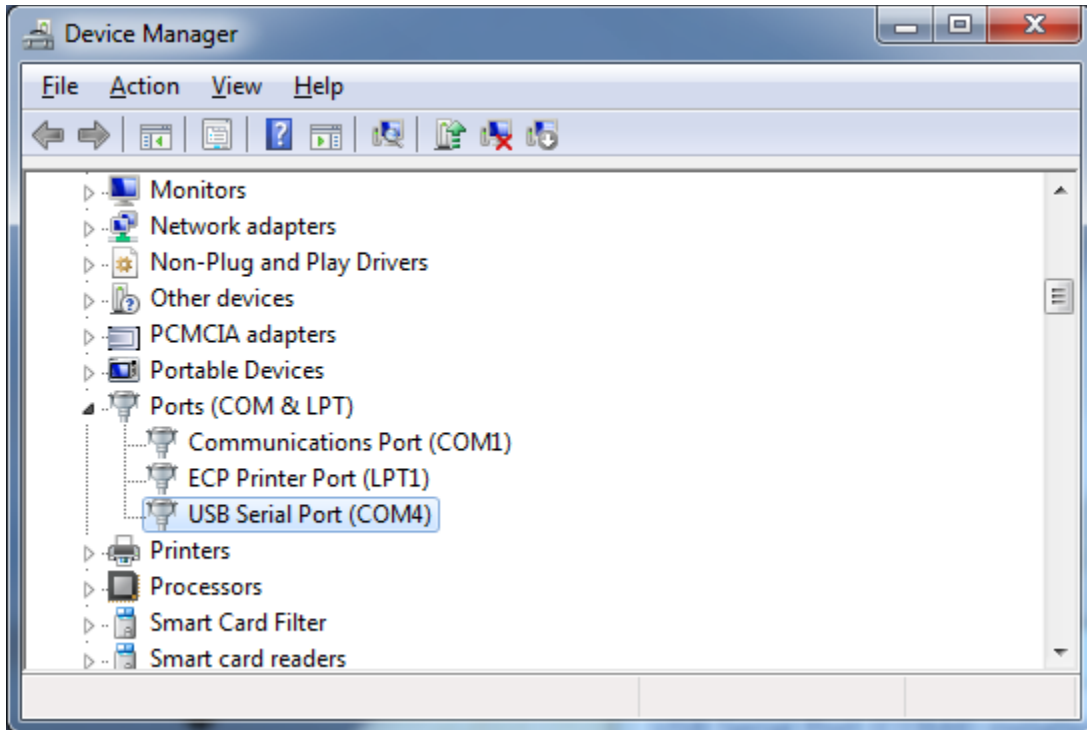 Device Manager
File Action View Help
Monitors
Network adapters
Non-Plug and Play Drivers
Other devices
PCMCIA adapters
Portable Devices
Ports (COM & LPT)
Communications Port (COM1)
ECP Printer Port (LPT1)
USB Serial Port (COM4)
Printers
Processors
Smart Card Filter
Smart card readers